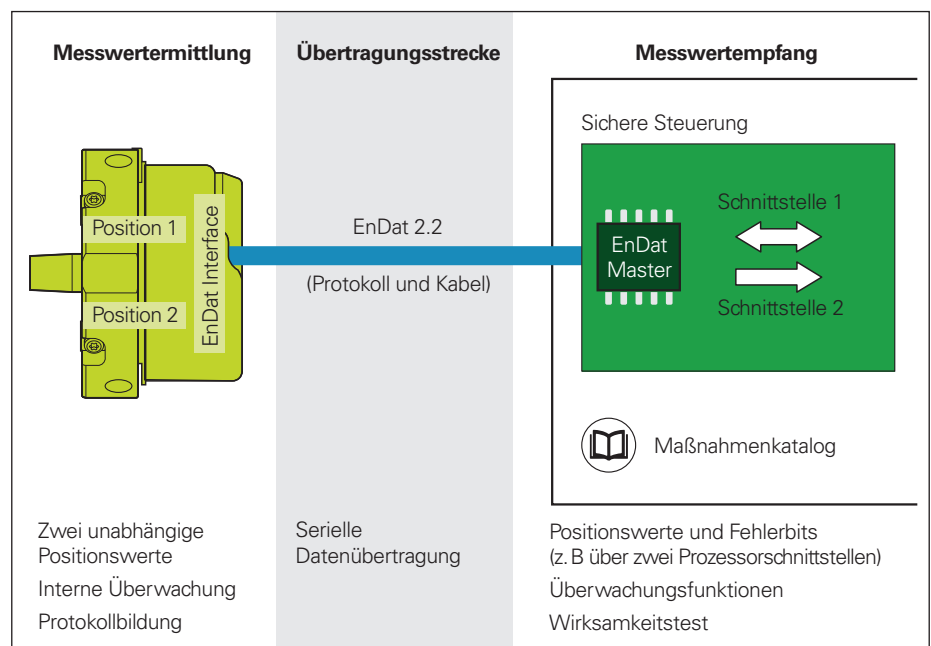 Messwertermittlung
Übertragungsstrecke
Messwertempfang
Sichere Steuerung
Position 1
Position 2
EnDat Interface
EnDat 2.2
(Protokoll und Kabel)
EnDat
Master
Schnittstelle 1
Schnittstelle 2
Maßnahmenkatalog
Zwei unabhängige
Positionswerte
Interne Überwachung
Protokollbildung
Serielle
Datenübertragung
Positionswerte und Fehlerbits
(z. B über zwei Prozessorschnittstellen)
Überwachungsfunktionen
Wirksamkeitstest